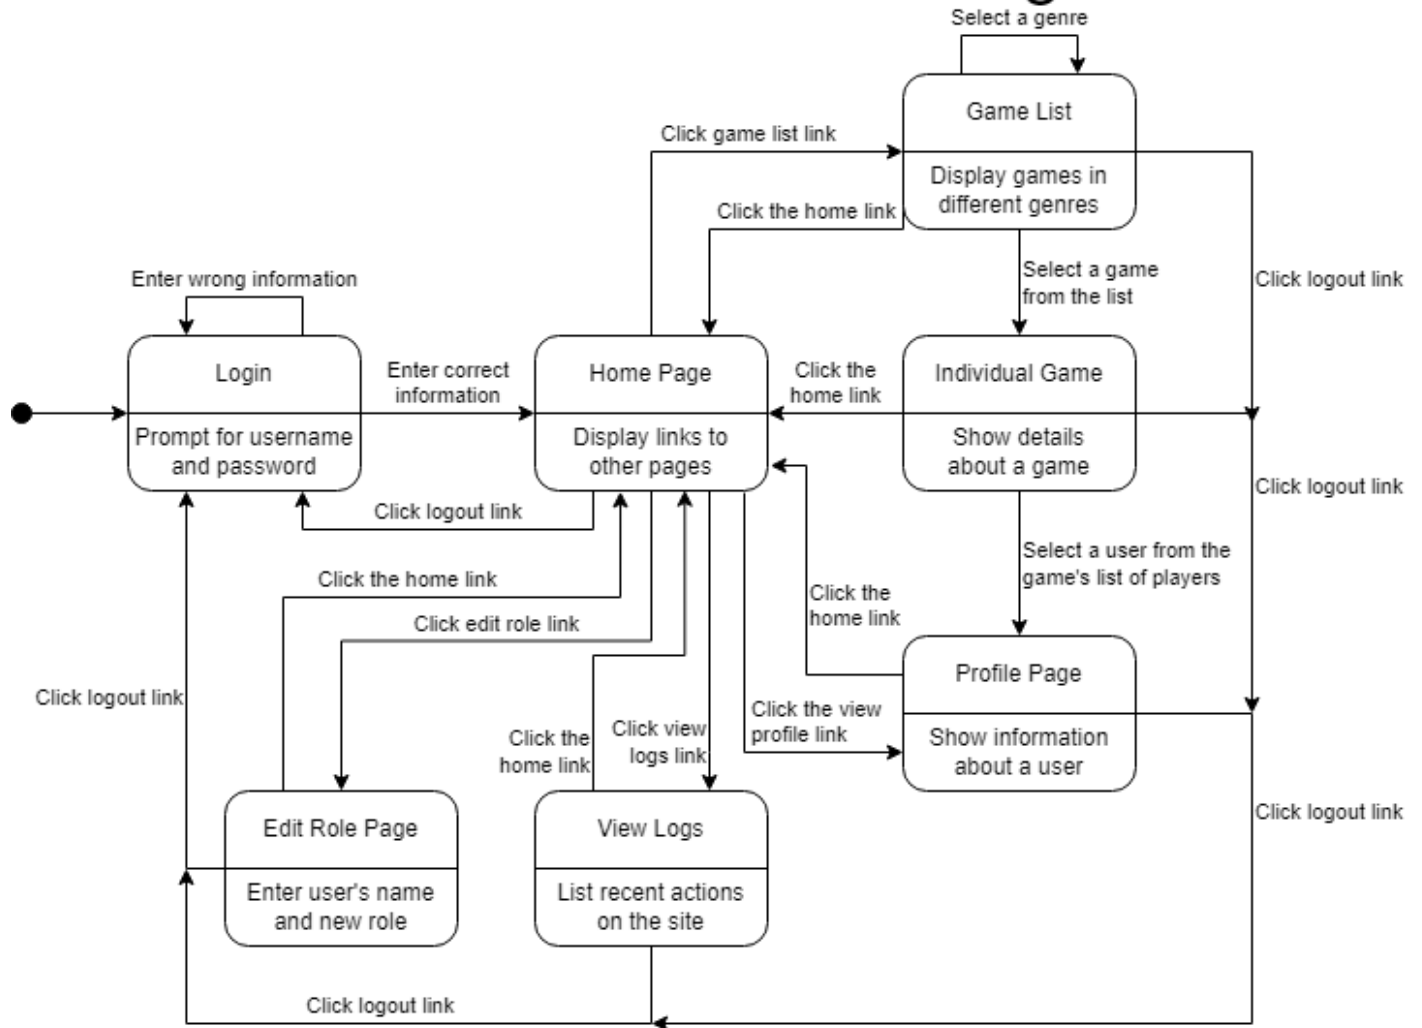 Select a genre
Game List
Click game list link
Display games in
different genres
Click the home link
Select a game
from the list
Click logout link
Enter wrong information
Login
Enter correct
information
Home Page
Click the
home link
Individual Game
Prompt for username
and password
Display links to
other pages
Show details
about a game
Click logout link
Click logout link
Select a user from the
game's list of players
Click the home link
Click the
home link
Click edit role link
Profile Page
Click logout link
Click the view
profile link
Click the
home link
Click view
logs link
Show information
about a user
Click logout link
Edit Role Page
View Logs
Enter user's name
and new role
List recent actions
on the site
Click logout link